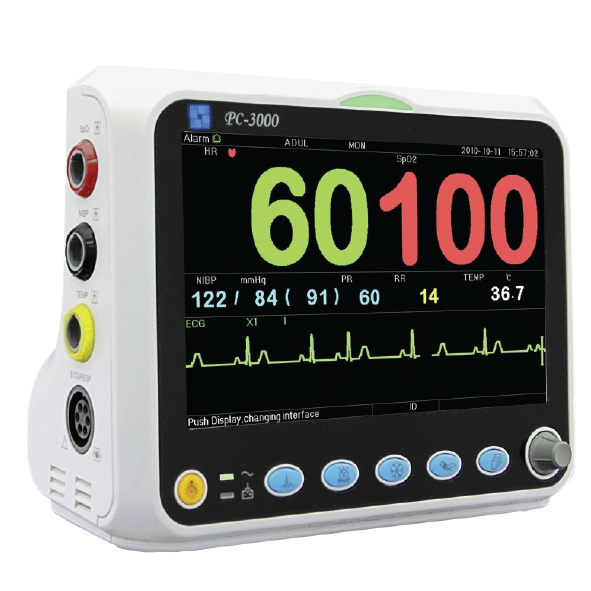 PC-3000
Alarm
ADUL MON
HR
2010-10-11 15:57:02
SpO2
60 100
NIBP mmHg PR RR TEMP ℃
122 / 84 ( 91) 60 14 36.7
ECG X1 I
Push Display,changing interface ID
SpO2
NIBP
TEMP
ECG/RESP